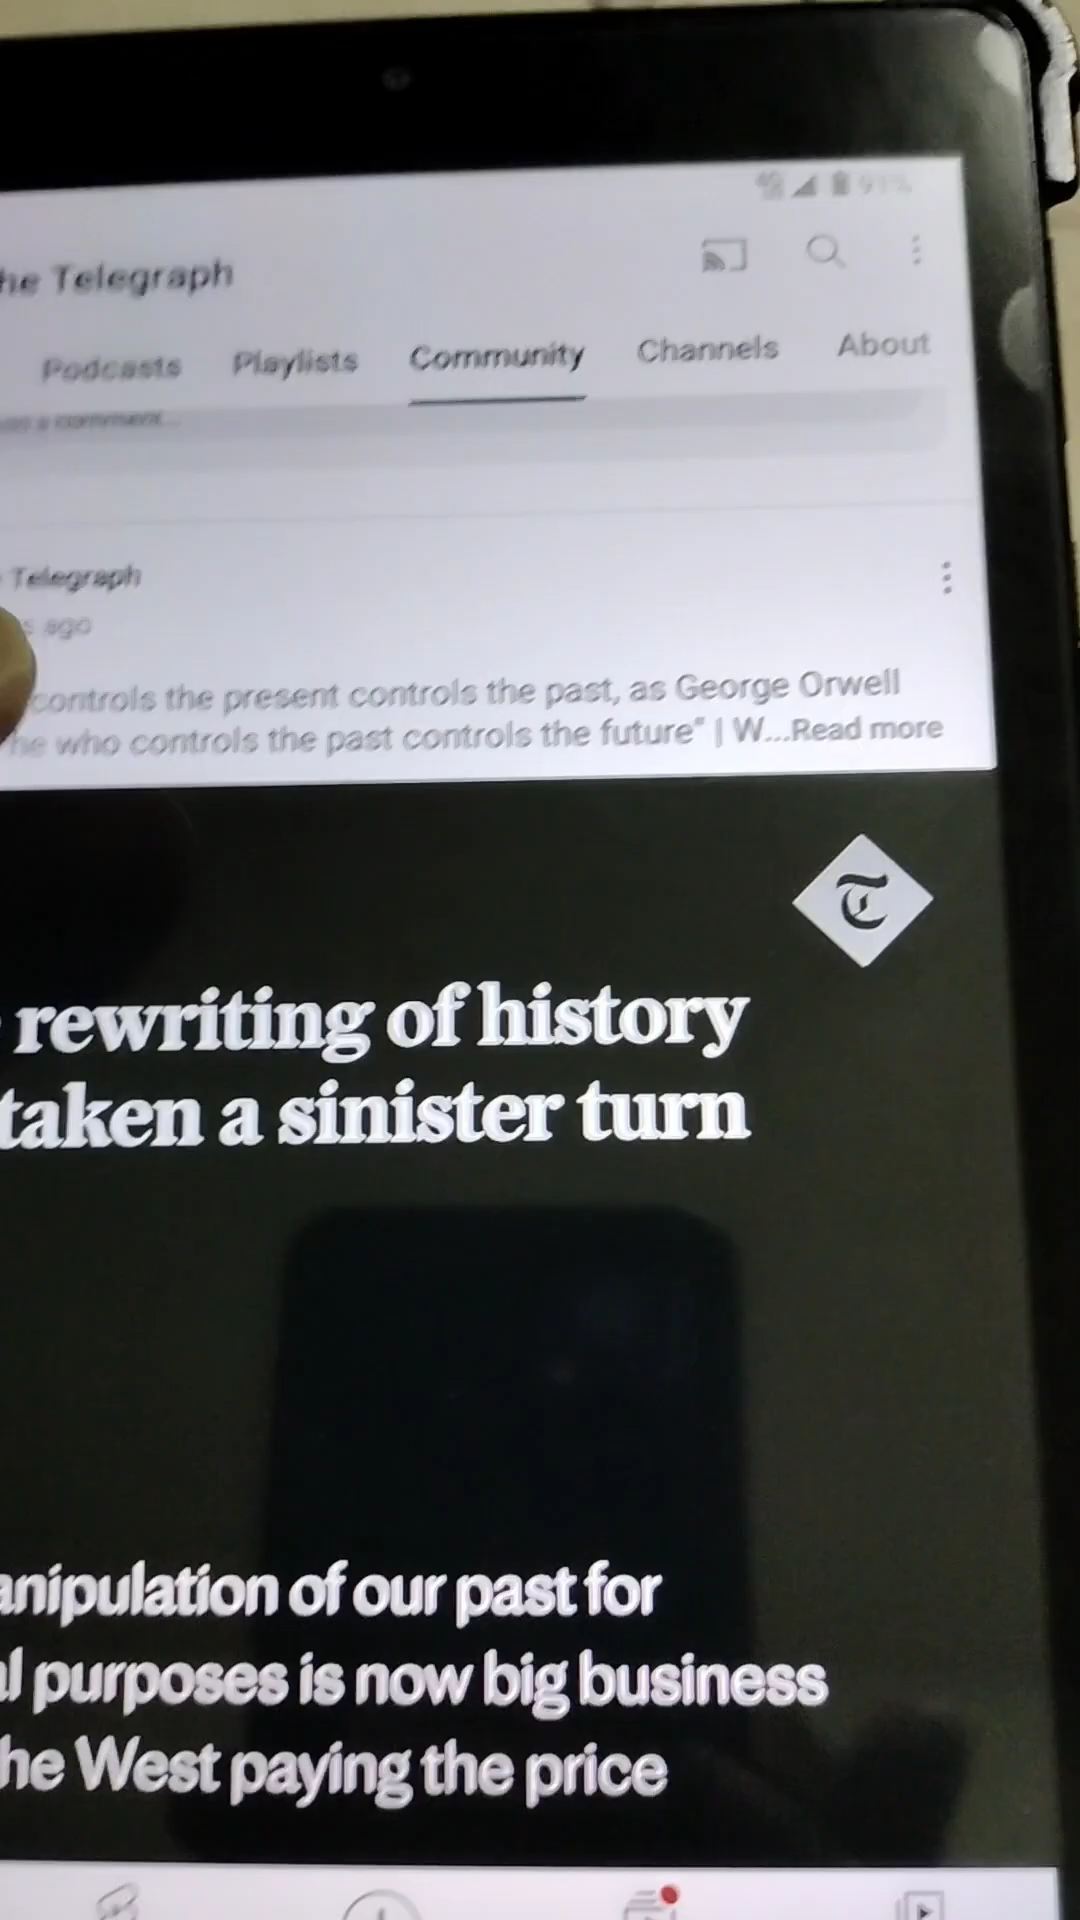 91%
he Telegraph
Podcasts Playlists Community Channels About
a comment...
Telegraph
s ago
controls the present controls the past, as George Orwell
he who controls the past controls the future" | W...Read more
T
rewriting of history
taken a sinister turn
anipulation of our past for
l purposes is now big business
he West paying the price